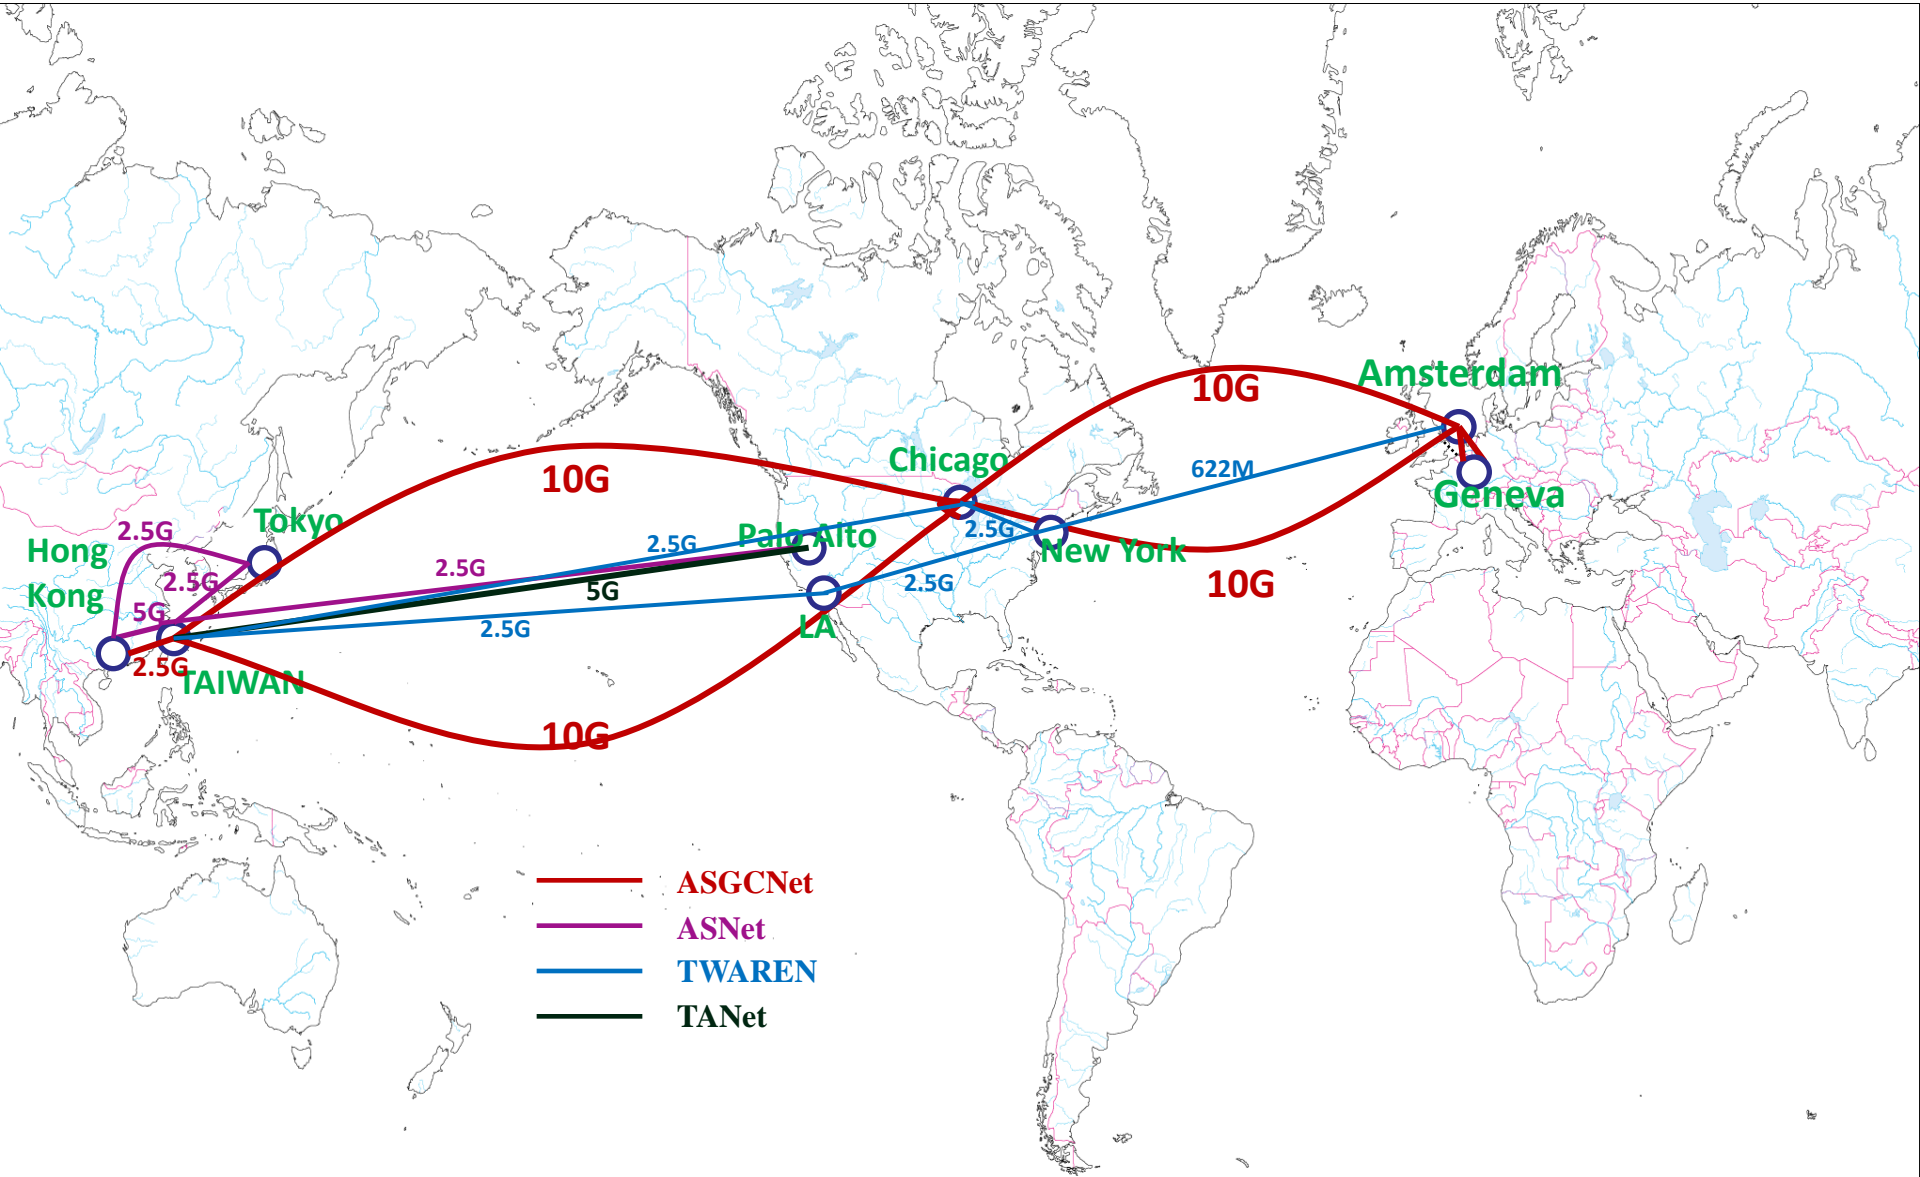 Amsterdam
10G
Chicago
622M
10G
Geneva
2.5G
Tokyo
2.5G
Palo Alto
2.5G
New York
Hong
Kong
2.5G
2.5G
5G
2.5G
10G
5G
2.5G
LA
2.5G
TAIWAN
10G
ASGCNet
ASNet
TWAREN
TANet